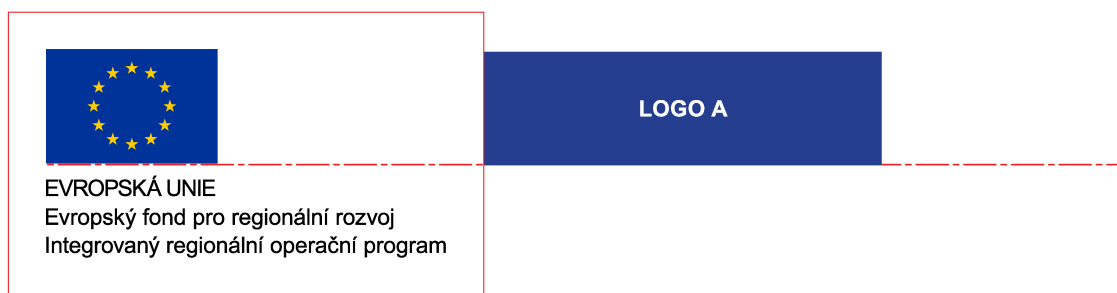 LOGO A
EVROPSKÁ UNIE
Evropský fond pro regionální rozvoj
Integrovaný regionální operační program